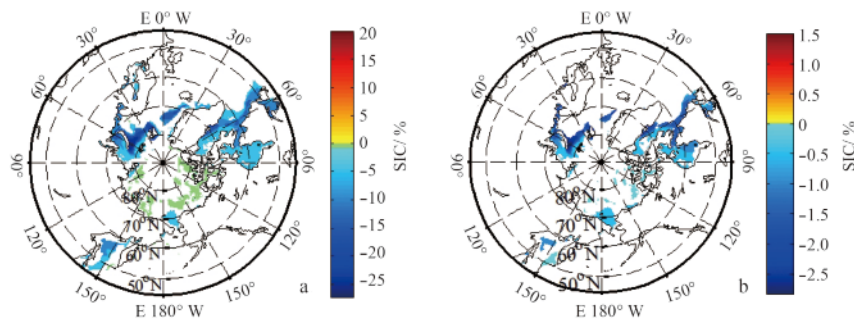 E 0° W
30°
30°
60°
60°
90°
90°
120°
120°
150°
150°
E 180° W
80°N
70°N
60°N
50°N
a
20
15
10
5
0
−5
−10
−15
−20
−25
SIC/ %
E 0° W
30°
30°
60°
60°
90°
90°
120°
120°
150°
150°
E 180° W
80°N
70°N
60°N
50°N
b
1.5
1.0
0.5
0
−0.5
−1.0
−1.5
−2.0
−2.5
SIC/ %